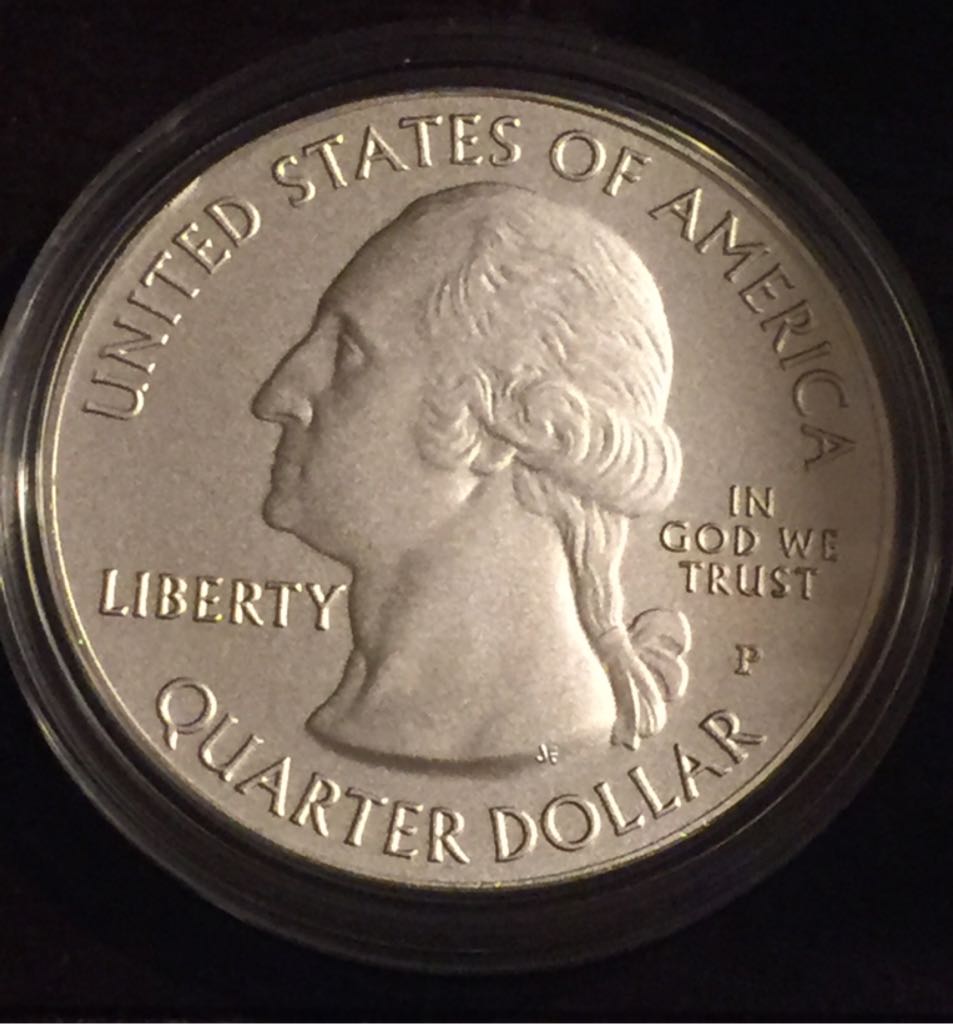 UNITED STATES OF AMERICA
LIBERTY
IN
GOD WE
TRUST
P
JF
QUARTER DOLLAR